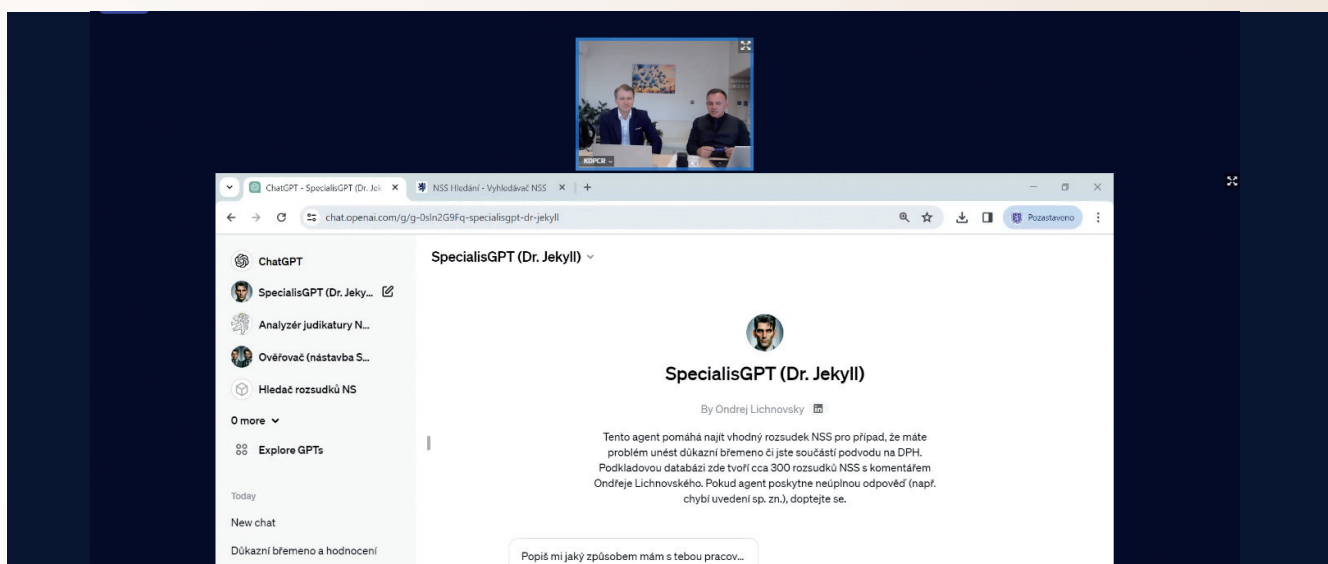 KDPCR
ChatGPT - SpecialisGPT (Dr. Jek
NSS Hledání - Vyhledávač NSS
chat.openai.com/g/g-0sln2G9Fq-specialisgpt-dr-jekyll
Pozastaveno
ChatGPT
SpecialisGPT (Dr. Jeky...
Analyzér judikatury N...
Ověřovač (nástavba S...
Hledač rozsudků NS
0 more
Explore GPTs
Today
New chat
Důkazní břemeno a hodnocení
SpecialisGPT (Dr. Jekyll)
SpecialisGPT (Dr. Jekyll)
By Ondrej Lichnovsky
Tento agent pomáhá najít vhodný rozsudek NSS pro případ, že máte
problém unést důkazní břemeno či jste součástí podvodu na DPH.
Podkladovou databázi zde tvoří cca 300 rozsudků NSS s komentářem
Ondřeje Lichnovského. Pokud agent poskytne neúplnou odpověď (např.
chybí uvedení sp. zn.), doptejte se.
Popiš mi jaký způsobem mám s tebou pracov...